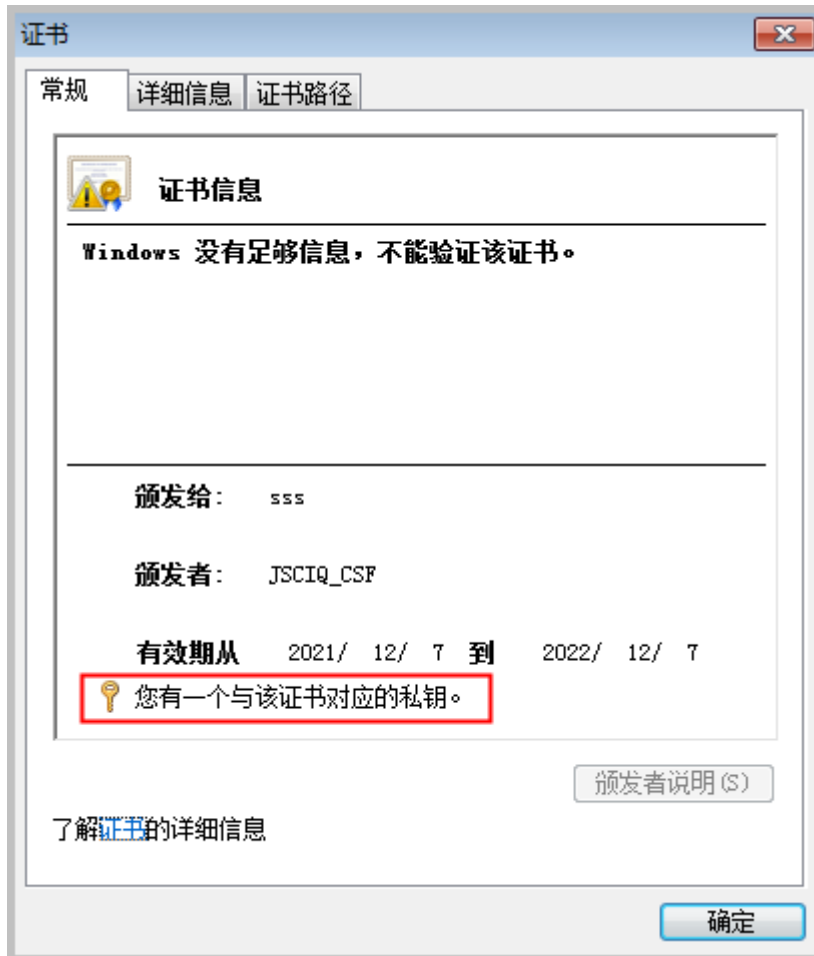 证书
常规 详细信息 证书路径
证书信息
Windows 没有足够信息，不能验证该证书。
颁发给： sss
颁发者： JSCIQ_CSF
有效期从 2021/ 12/ 7 到 2022/ 12/ 7
您有一个与该证书对应的私钥。
颁发者说明(S)
了解证书的详细信息
确定